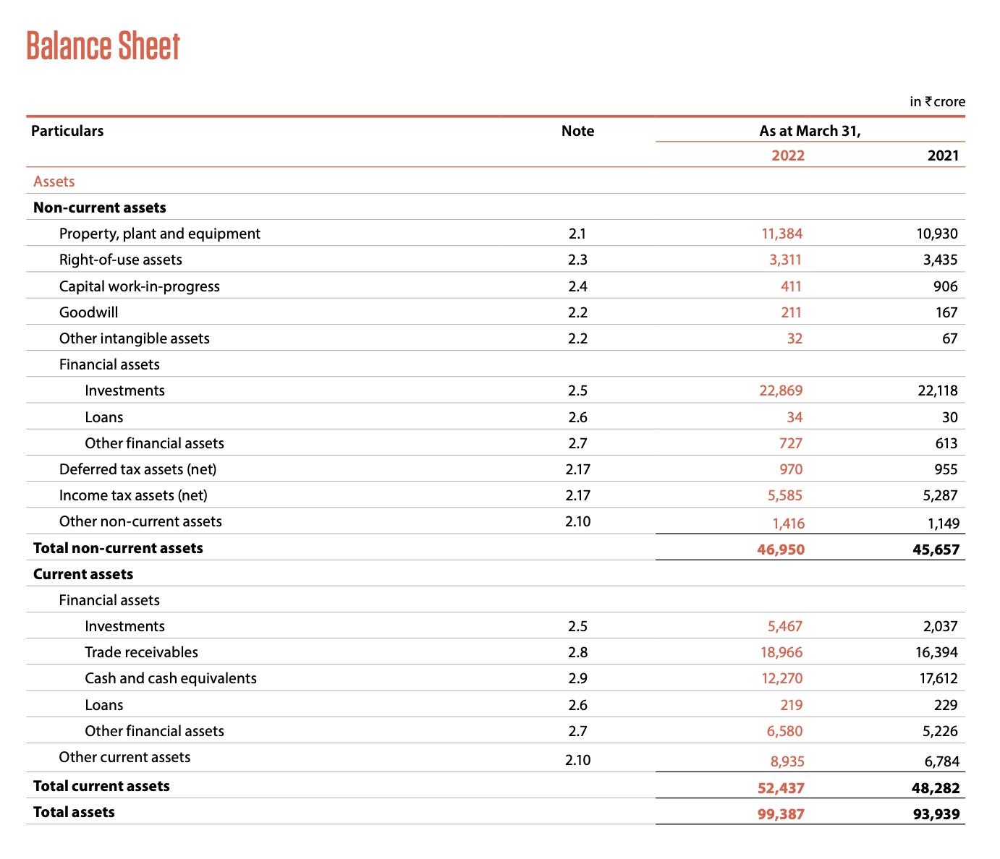 Balance Sheet
in ₹ crore
Particulars Note As at March 31,
2022 2021
Assets
Non-current assets
Property, plant and equipment 2.1 11,384 10,930
Right-of-use assets 2.3 3,311 3,435
Capital work-in-progress 2.4 411 906
Goodwill 2.2 211 167
Other intangible assets 2.2 32 67
Financial assets
Investments 2.5 22,869 22,118
Loans 2.6 34 30
Other financial assets 2.7 727 613
Deferred tax assets (net) 2.17 970 955
Income tax assets (net) 2.17 5,585 5,287
Other non-current assets 2.10 1,416 1,149
Total non-current assets 46,950 45,657
Current assets
Financial assets
Investments 2.5 5,467 2,037
Trade receivables 2.8 18,966 16,394
Cash and cash equivalents 2.9 12,270 17,612
Loans 2.6 219 229
Other financial assets 2.7 6,580 5,226
Other current assets 2.10 8,935 6,784
Total current assets 52,437 48,282
Total assets 99,387 93,939